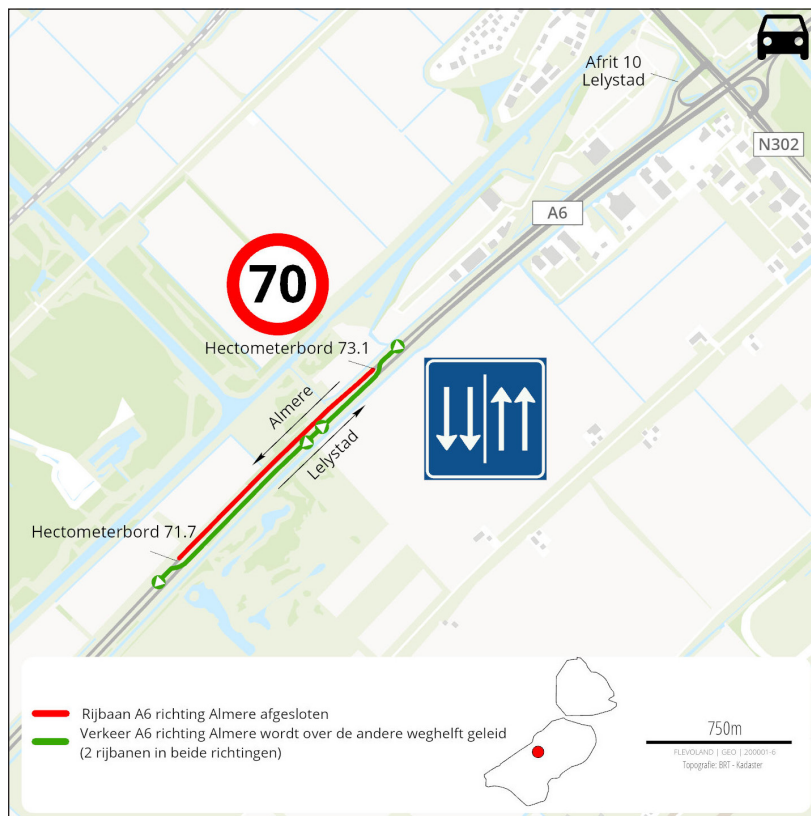 Afrit 10
Lelystad
N302
A6
70
Hectometerbord 73.1
Almere
Lelystad
Hectometerbord 71.7
Rijbaan A6 richting Almere afgesloten
Verkeer A6 richting Almere wordt over de andere weghelft geleid
(2 rijbanen in beide richtingen)
750m
FLEVOLAND | GEO | 200001-6
Topografie: BRT - Kadaster